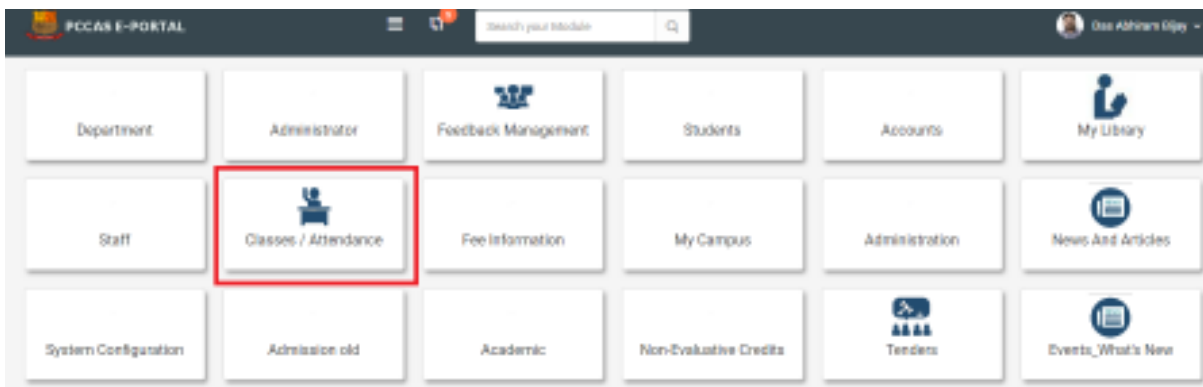 PCCAS E-PORTAL
Search your Module
Das Abhiram Bijay
Department
Administrator
Feedback Management
Students
Accounts
My Library
Staff
Classes / Attendance
Fee Information
My Campus
Administration
News And Articles
System Configuration
Admission old
Academic
Non-Evaluative Credits
Tenders
Events_What's New